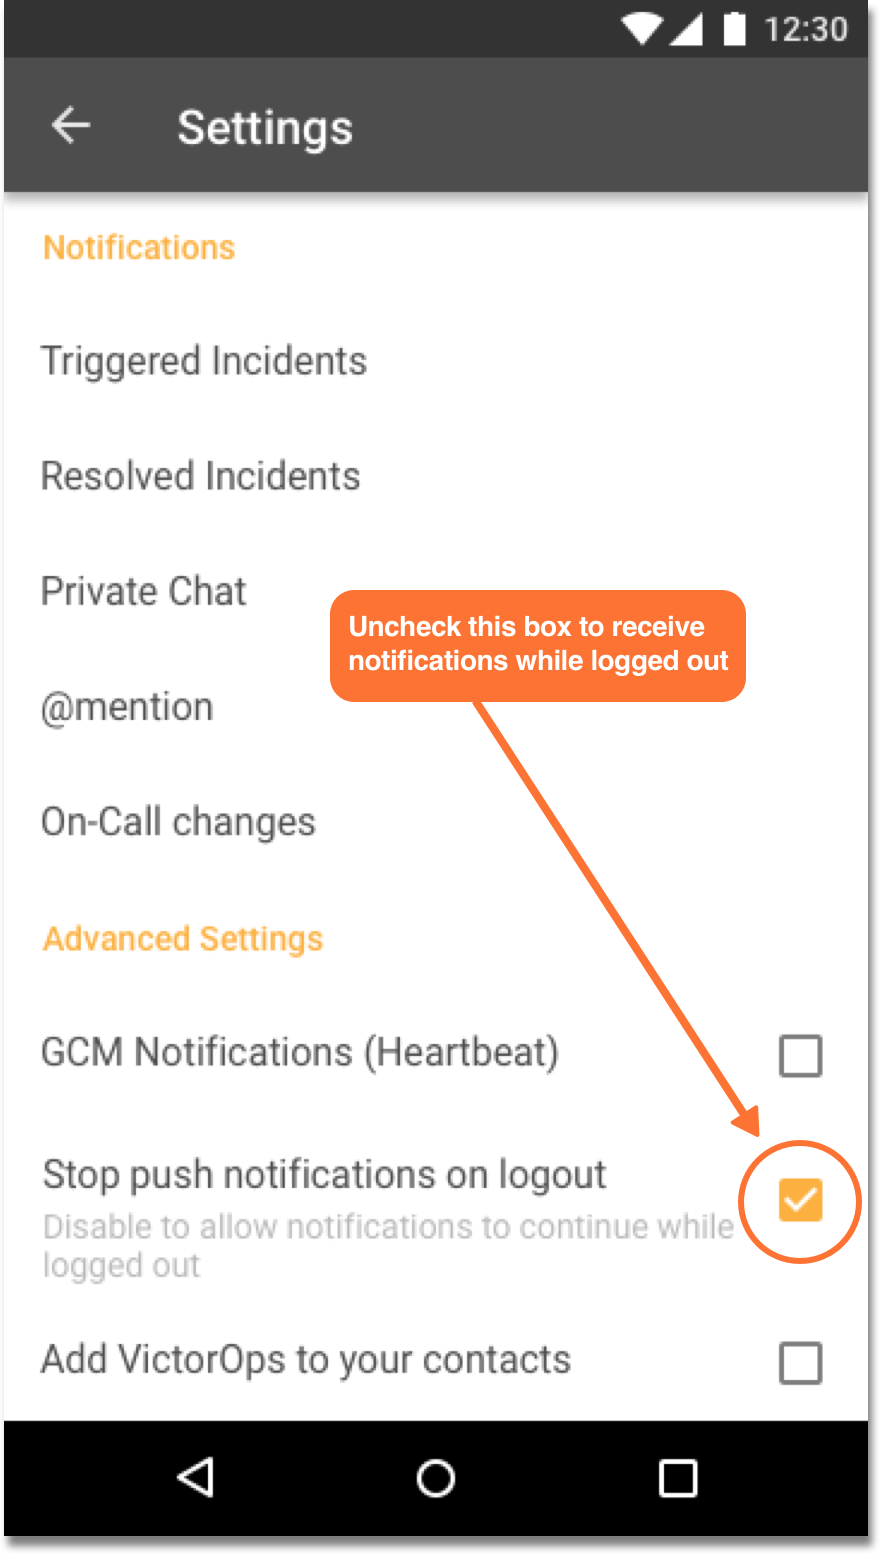 12:30
Settings
Notifications
Triggered Incidents
Resolved Incidents
Private Chat
Uncheck this box to receive
notifications while logged out
@mention
On-Call changes
Advanced Settings
GCM Notifications (Heartbeat)
Stop push notifications on logout
Disable to allow notifications to continue while
logged out
Add VictorOps to your contacts